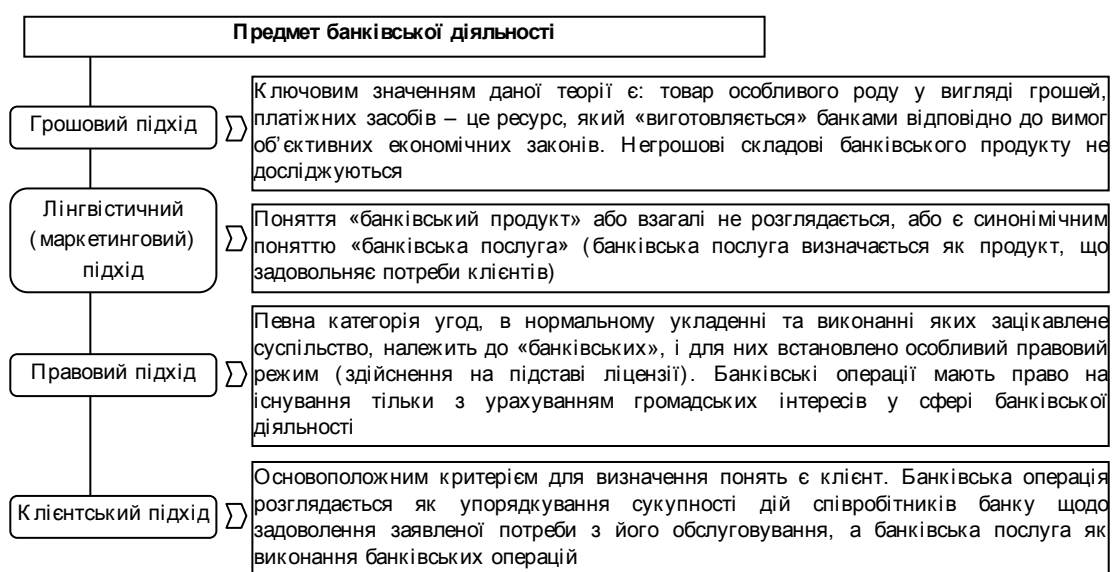 Предмет банківської діяльності
Грошовий підхід
Ключовим значенням даної теорії є: товар особливого роду у вигляді грошей,
платіжних засобів – це ресурс, який «виготовляється» банками відповідно до вимог
об’єктивних економічних законів. Негрошові складові банківського продукту не
досліджуються
Лінгвістичний
(маркетинговий)
підхід
Поняття «банківський продукт» або взагалі не розглядається, або є синонімічним
поняттю «банківська послуга» (банківська послуга визначається як продукт, що
задовольняє потреби клієнтів)
Правовий підхід
Певна категорія угод, в нормальному укладенні та виконанні яких зацікавлене
суспільство, належить до «банківських», і для них встановлено особливий правовий
режим (здійснення на підставі ліцензії). Банківські операції мають право на
існування тільки з урахуванням громадських інтересів у сфері банківської
діяльності
Клієнтський підхід
Основоположним критерієм для визначення понять є клієнт. Банківська операція
розглядається як упорядкування сукупності дій співробітників банку щодо
задоволення заявленої потреби з його обслуговування, а банківська послуга як
виконання банківських операцій